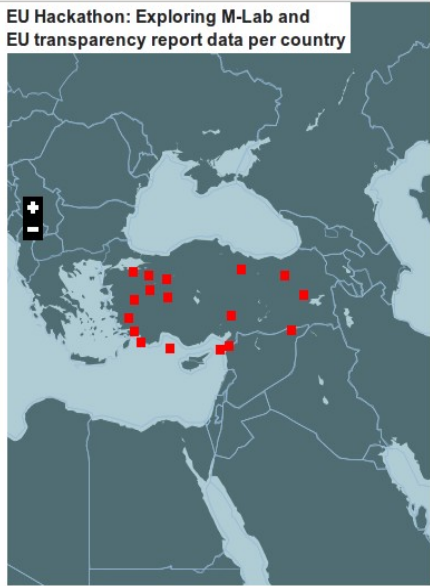 EU Hackathon: Exploring M-Lab and
EU transparency report data per country
+
−